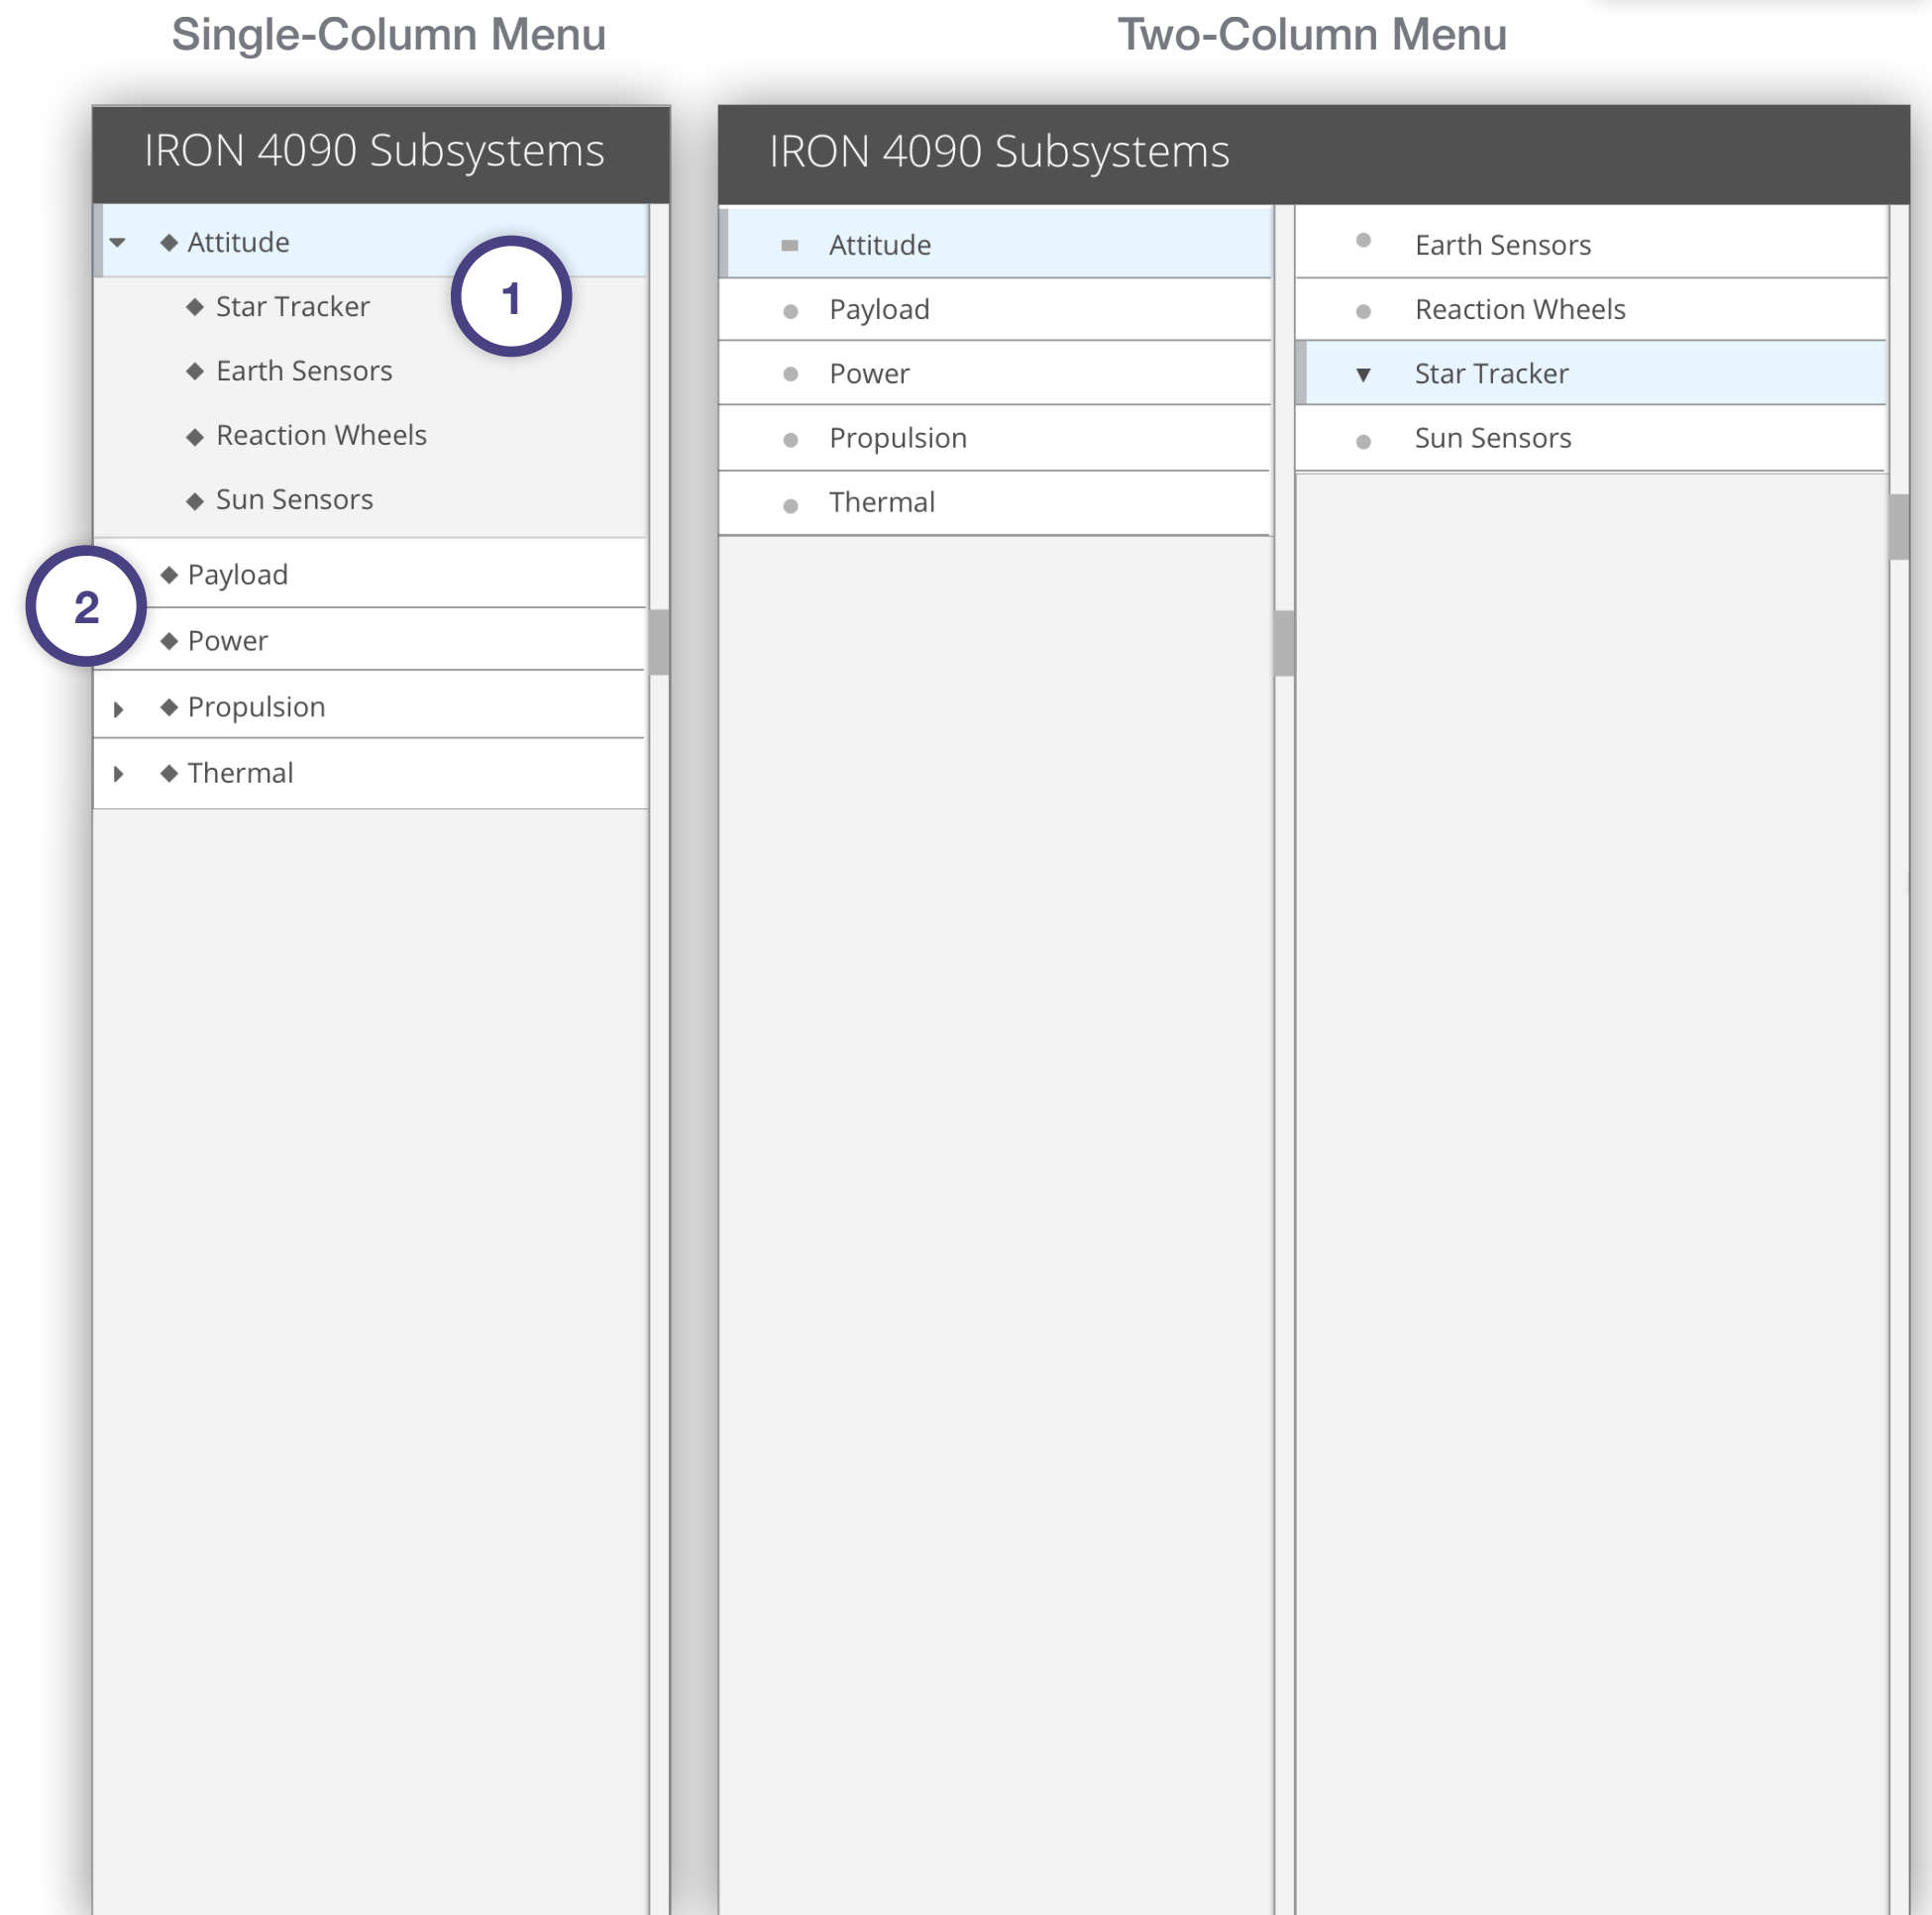 Single-Column Menu
IRON 4090 Subsystems
Attitude
1
Star Tracker
Earth Sensors
Reaction Wheels
Sun Sensors
Payload
2
Power
Propulsion
Thermal
Two-Column Menu
IRON 4090 Subsystems
Attitude
Payload
Power
Propulsion
Thermal
Earth Sensors
Reaction Wheels
Star Tracker
Sun Sensors